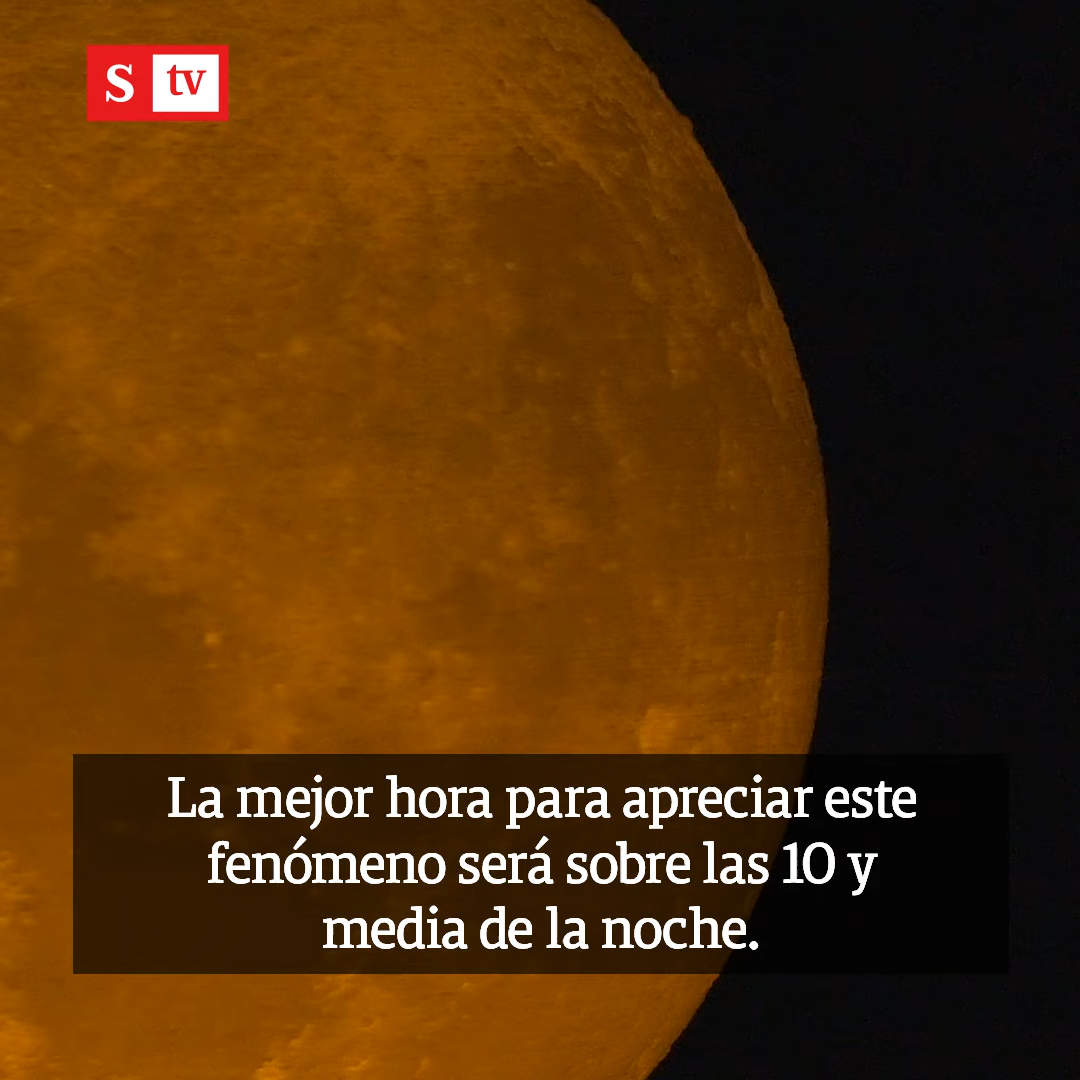 S tv
La mejor hora para apreciar este
fenómeno será sobre las 10 y
media de la noche.